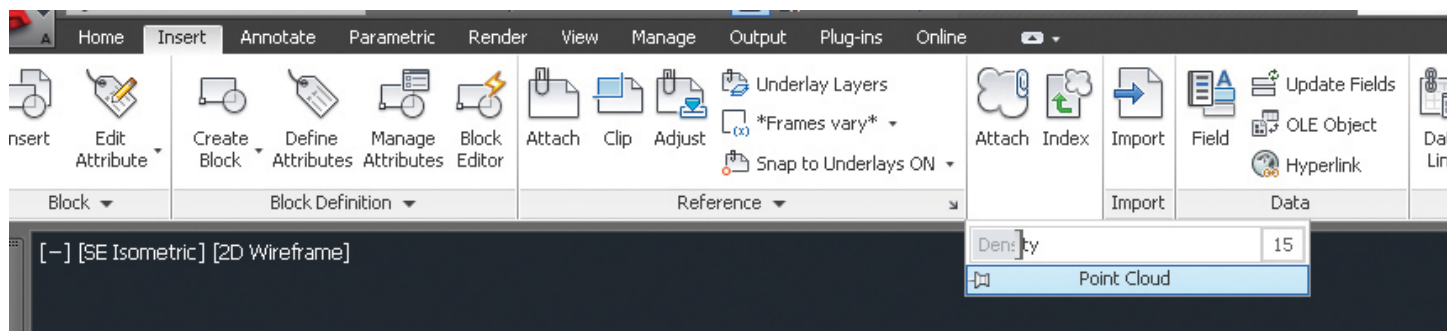 A Home Insert Annotate Parametric Render View Manage Output Plug-ins Online
nsert Edit Attribute Create Block Define Attributes Manage Attributes Block Editor Attach Clip Adjust
Underlay Layers
*Frames vary*
Snap to Underlays ON
Attach Index Import Field
Update Fields
OLE Object
Hyperlink
Da
Lin
Block Block Definition Reference Import Data
[−] [SE Isometric] [2D Wireframe]
Density 15
Point Cloud